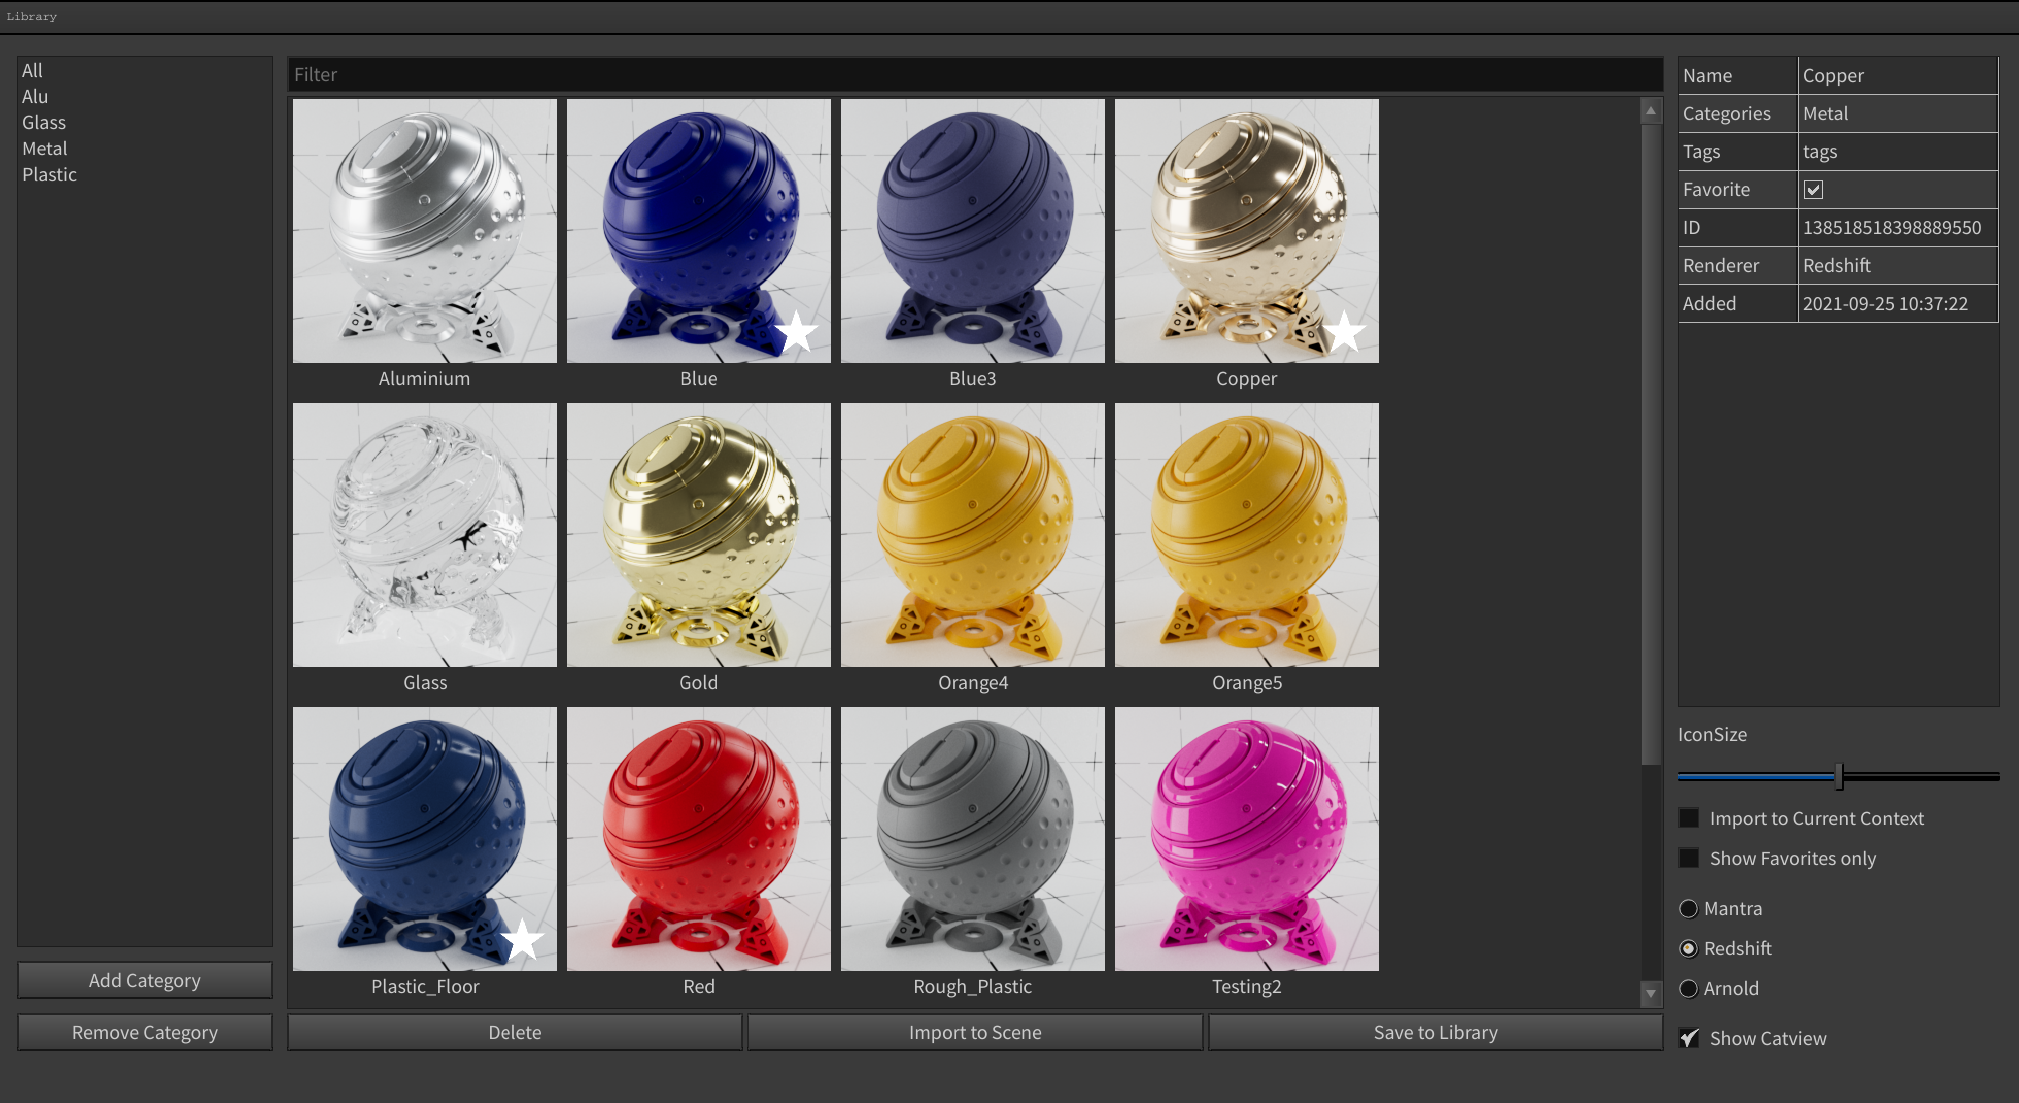 Library
All
Alu
Glass
Metal
Plastic
Add Category
Remove Category
Filter
Aluminium
Blue
Blue3
Copper
Glass
Gold
Orange4
Orange5
Plastic_Floor
Red
Rough_Plastic
Testing2
Delete
Import to Scene
Save to Library
Name Copper
Categories Metal
Tags tags
Favorite
ID 138518518398889550
Renderer Redshift
Added 2021-09-25 10:37:22
IconSize
Import to Current Context
Show Favorites only
Mantra
Redshift
Arnold
Show Catview